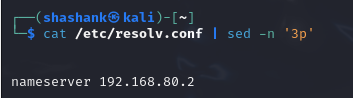 ┌──(shashank㉿kali)-[~]
└─$ cat /etc/resolv.conf | sed -n '3p'
nameserver 192.168.80.2